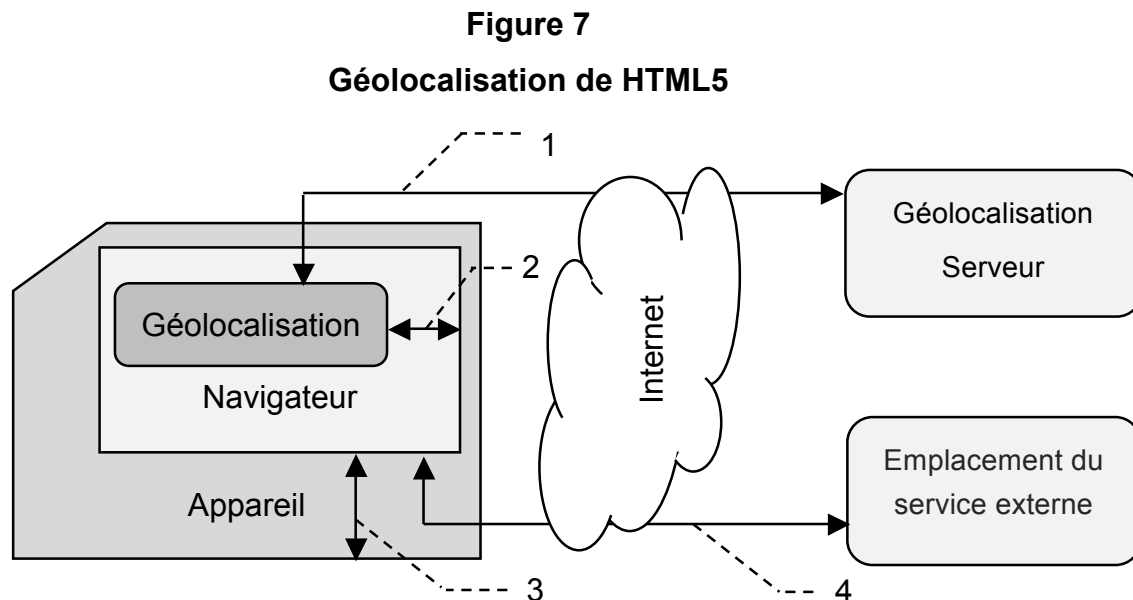 Figure 7
Géolocalisation de HTML5
1
Géolocalisation
Serveur
2
Géolocalisation
Navigateur
Internet
Appareil
Emplacement du
service externe
3
4